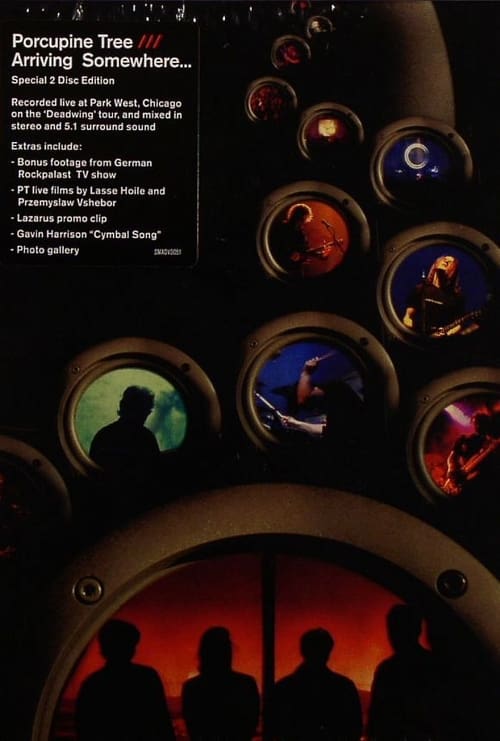 Porcupine Tree ///
Arriving Somewhere...
Special 2 Disc Edition
Recorded live at Park West, Chicago
on the 'Deadwing' tour, and mixed in
stereo and 5.1 surround sound
Extras include:
- Bonus footage from German
Rockpalast TV show
- PT live films by Lasse Hoile and
Przemyslaw Vshebor
- Lazarus promo clip
- Gavin Harrison "Cymbal Song"
- Photo gallery
SMADVD051